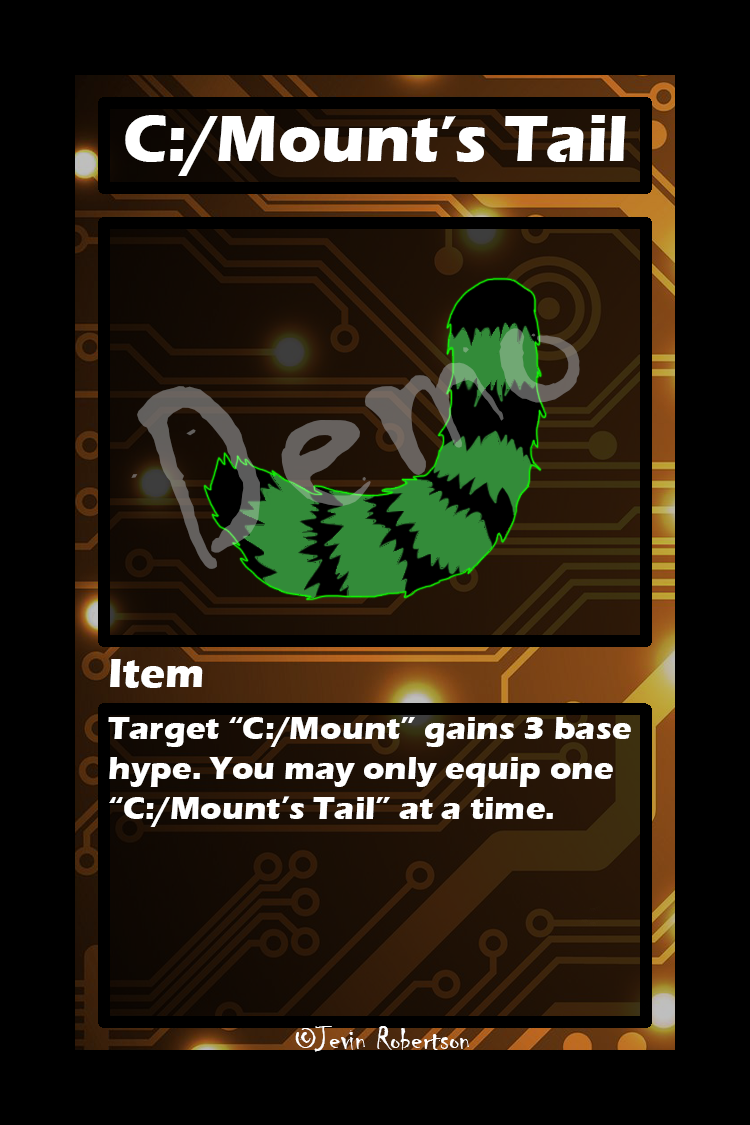 C:/Mount’s Tail
Demo
Item
Target “C:/Mount” gains 3 base
hype. You may only equip one
“C:/Mount’s Tail” at a time.
©Jevin Robertson